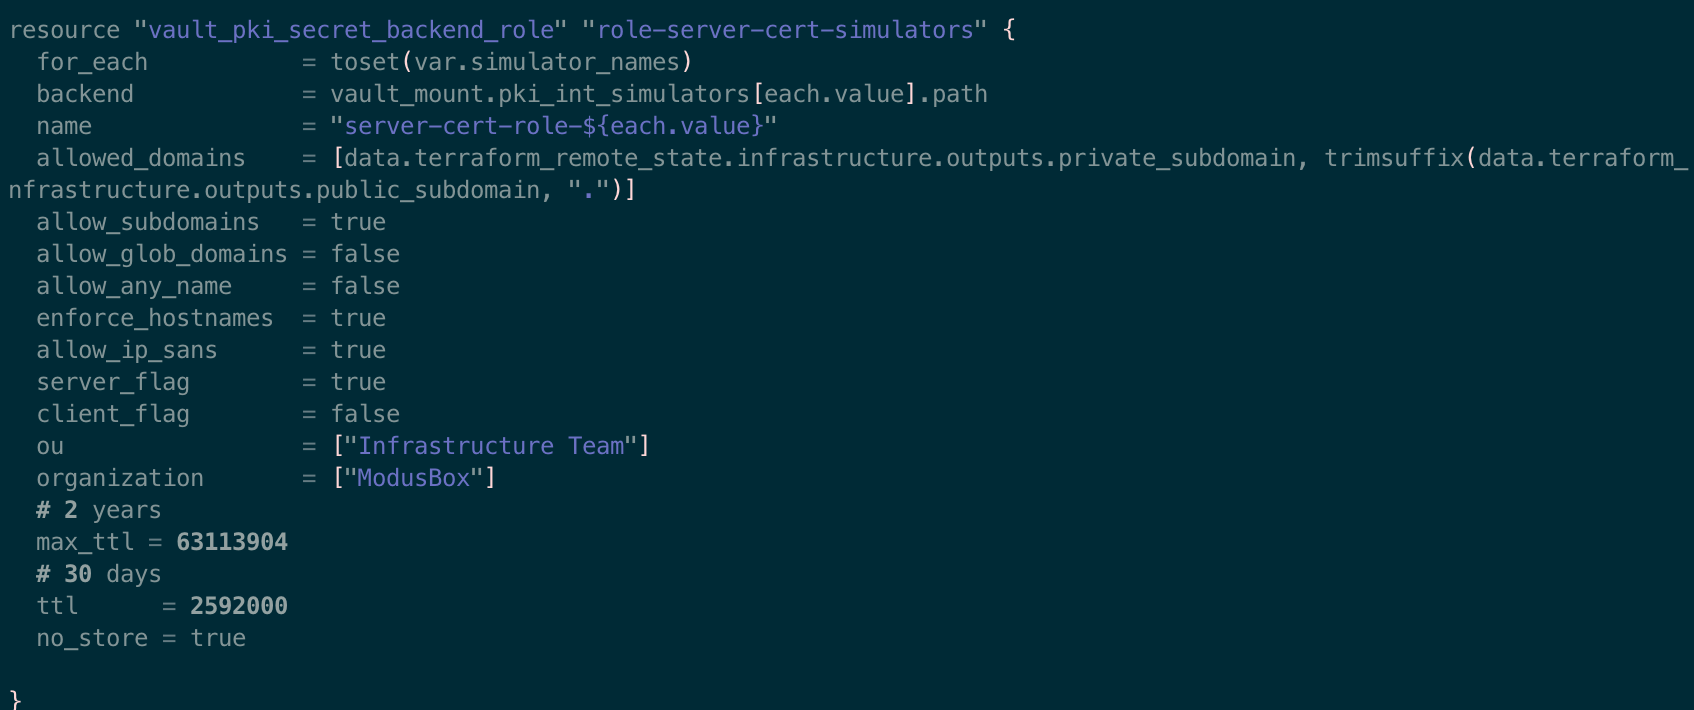 resource "vault_pki_secret_backend_role" "role-server-cert-simulators" {
  for_each           = toset(var.simulator_names)
  backend            = vault_mount.pki_int_simulators[each.value].path
  name               = "server-cert-role-${each.value}"
  allowed_domains    = [data.terraform_remote_state.infrastructure.outputs.private_subdomain, trimsuffix(data.terraform_
nfrastructure.outputs.public_subdomain, ".")]
  allow_subdomains   = true
  allow_glob_domains = false
  allow_any_name     = false
  enforce_hostnames  = true
  allow_ip_sans      = true
  server_flag        = true
  client_flag        = false
  ou                 = ["Infrastructure Team"]
  organization       = ["ModusBox"]
  # 2 years
  max_ttl = 63113904
  # 30 days
  ttl      = 2592000
  no_store = true
}